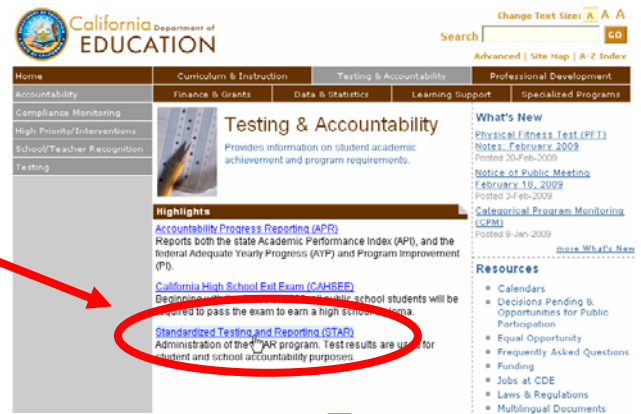 California Department of
EDUCATION
Change Text Size: A A A
Search GO
Advanced | Site Map | A-Z Index
Home
Curriculum & Instruction
Testing & Accountability
Professional Development
Accountability
Finance & Grants
Data & Statistics
Learning Support
Specialized Programs
Compliance Monitoring
High Priority/Interventions
School/Teacher Recognition
Testing
Testing & Accountability
Provides information on student academic
achievement and program requirements.
Highlights
Accountability Progress Reporting (APR)
Reports both the state Academic Performance Index (API), and the
federal Adequate Yearly Progress (AYP) and Program Improvement
(PI).
California High School Exit Exam (CAHSEE)
Beginning with public school students will be
required to pass the exam to earn a high school diploma.
Standardized Testing and Reporting (STAR)
Administration of the STAR program. Test results are used for
student and school accountability purposes.
What's New
Physical Fitness Test (PFT)
Notes: February 2009
Posted 20-Feb-2009
Notice of Public Meeting
February 10, 2009
Posted 3-Feb-2009
Categorical Program Monitoring
(CPM)
Posted 9-Jan-2009
more What's New
Resources
Calendars
Decisions Pending &
Opportunities for Public
Participation
Equal Opportunity
Frequently Asked Questions
Funding
Jobs at CDE
Laws & Regulations
Multilingual Documents